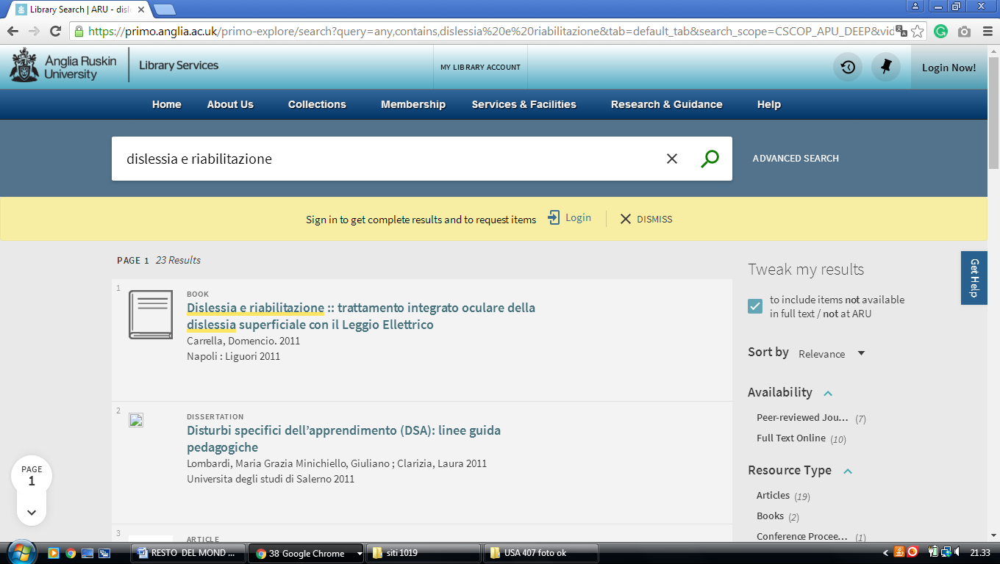 Library Search | ARU - disl
https://primo.anglia.ac.uk/primo-explore/search?query=any,contains,dislessia%20e%20riabilitazione&tab=default_tab&search_scope=CSCOP_APU_DEEP&vid
Anglia Ruskin
University
Library Services
MY LIBRARY ACCOUNT
Login Now!
Home About Us Collections Membership Services & Facilities Research & Guidance Help
dislessia e riabilitazione
ADVANCED SEARCH
Sign in to get complete results and to request items Login DISMISS
PAGE 1 23 Results
1
BOOK
Dislessia e riabilitazione :: trattamento integrato oculare della
dislessia superficiale con il Leggio Ellettrico
Carrella, Domencio. 2011
Napoli : Liguori 2011
2
DISSERTATION
Disturbi specifici dell'apprendimento (DSA): linee guida
pedagogiche
Lombardi, Maria Grazia Minichiello, Giuliano ; Clarizia, Laura 2011
Universita degli studi di Salerno 2011
3
ARTICLE
Tweak my results
to include items not available
in full text / not at ARU
Sort by Relevance
Availability
Peer-reviewed Jou... (7)
Full Text Online (10)
Resource Type
Articles (19)
Books (2)
Conference Procee... (1)
Get Help
PAGE
1
RESTO DEL MOND ...
38 Google Chrome
siti 1019
USA 407 foto ok
21.33